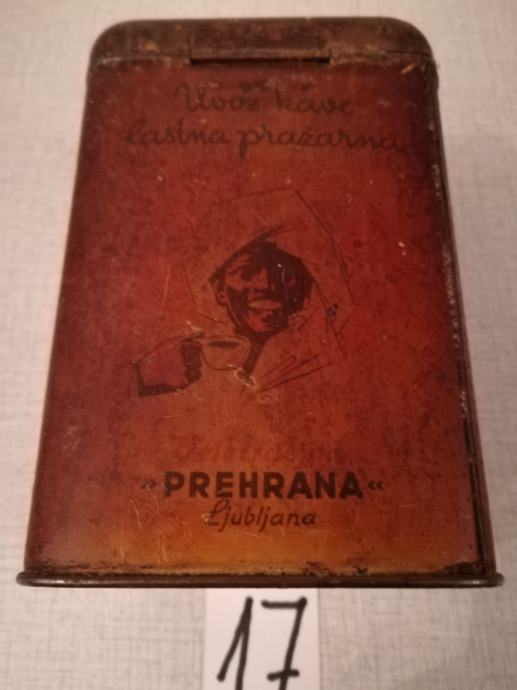 Uvoz kave
lastna pražarna
»PREHRANA«
Ljubljana
17